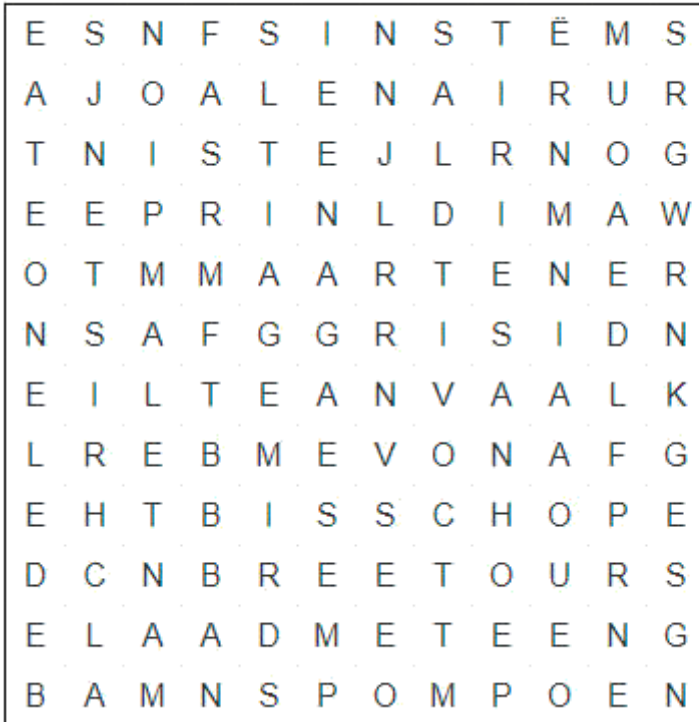 E S N F S I N S T Ë M S
A J O A L E N A I R U R
T N I S T E J L R N O G
E E P R I N L D I M A W
O T M M A A R T E N E R
N S A F G G R I S I D N
E I L T E A N V A A L K
L R E B M E V O N A F G
E H T B I S S C H O P E
D C N B R E E T O U R S
E L A A D M E T E E N G
B A M N S P O M P O E N